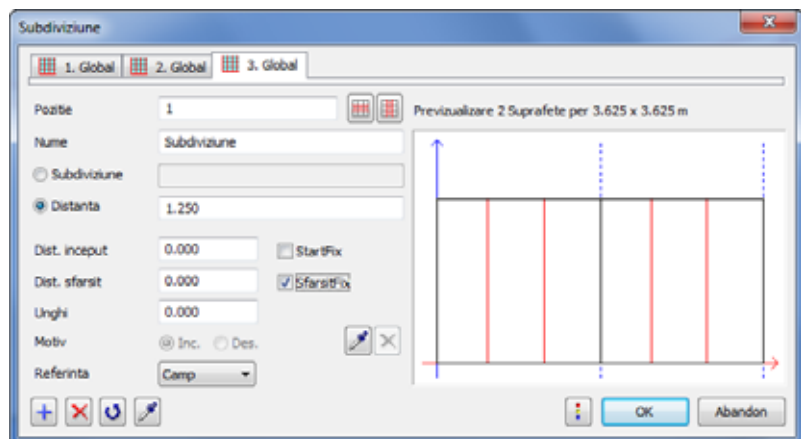 Subdiviziune
1. Global
2. Global
3. Global
Pozitie 1
Previzualizare 2 Suprafete per 3.625 x 3.625 m
Nume Subdiviziune
Subdiviziune
Distanta 1.250
Dist. inceput 0.000 StartFix
Dist. sfarsit 0.000 SfarsitFix
Unghi 0.000
Motiv Inc. Des.
Referinta Camp
OK Abandon